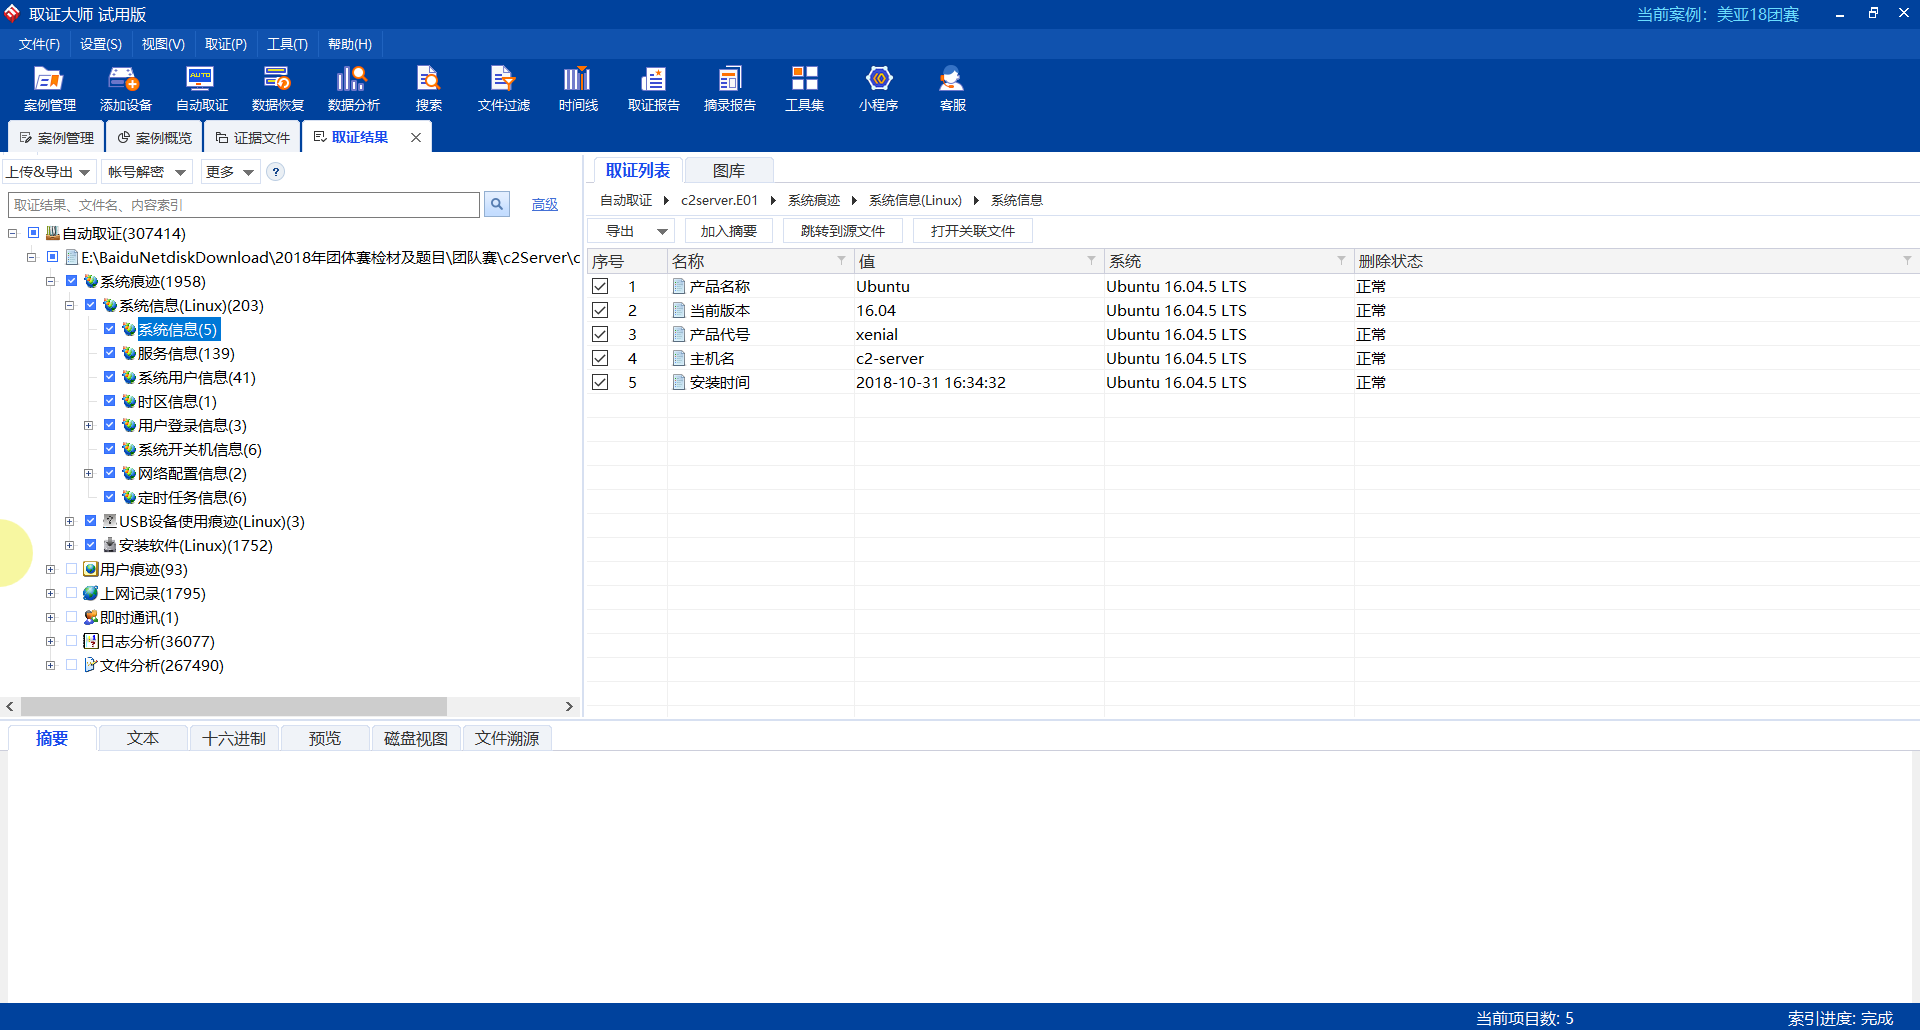 取证大师 试用版
当前案例：美亚18团赛
文件(F) 设置(S) 视图(V) 取证(P) 工具(T) 帮助(H)
案例管理 添加设备 自动取证 数据恢复 数据分析 搜索 文件过滤 时间线 取证报告 摘录报告 工具集 小程序 客服
案例管理 案例概览 证据文件 取证结果
上传&导出 帐号解密 更多 ?
取证结果、文件名、内容索引 高级
自动取证(307414)
E:\BaiduNetdiskDownload\2018年团体赛检材及题目\团队赛\c2Server\c
系统痕迹(1958)
系统信息(Linux)(203)
系统信息(5)
服务信息(139)
系统用户信息(41)
时区信息(1)
用户登录信息(3)
系统开关机信息(6)
网络配置信息(2)
定时任务信息(6)
USB设备使用痕迹(Linux)(3)
安装软件(Linux)(1752)
用户痕迹(93)
上网记录(1795)
即时通讯(1)
日志分析(36077)
文件分析(267490)
取证列表 图库
自动取证 c2server.E01 系统痕迹 系统信息(Linux) 系统信息
导出 加入摘要 跳转到源文件 打开关联文件
序号 名称 值 系统 删除状态
1 产品名称 Ubuntu Ubuntu 16.04.5 LTS 正常
2 当前版本 16.04 Ubuntu 16.04.5 LTS 正常
3 产品代号 xenial Ubuntu 16.04.5 LTS 正常
4 主机名 c2-server Ubuntu 16.04.5 LTS 正常
5 安装时间 2018-10-31 16:34:32 Ubuntu 16.04.5 LTS 正常
摘要 文本 十六进制 预览 磁盘视图 文件溯源
当前项目数: 5 索引进度: 完成